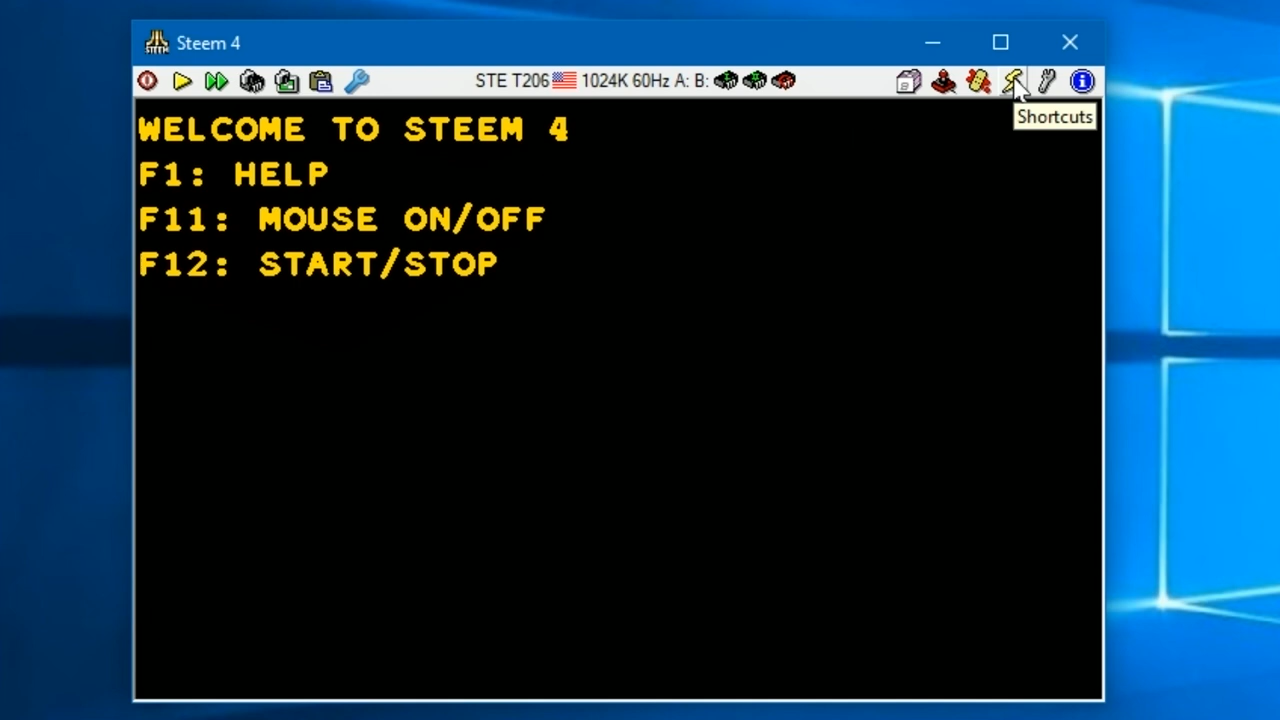 Steem 4
STE T206 1024K 60Hz A: B:
Shortcuts
WELCOME TO STEEM 4
F1: HELP
F11: MOUSE ON/OFF
F12: START/STOP